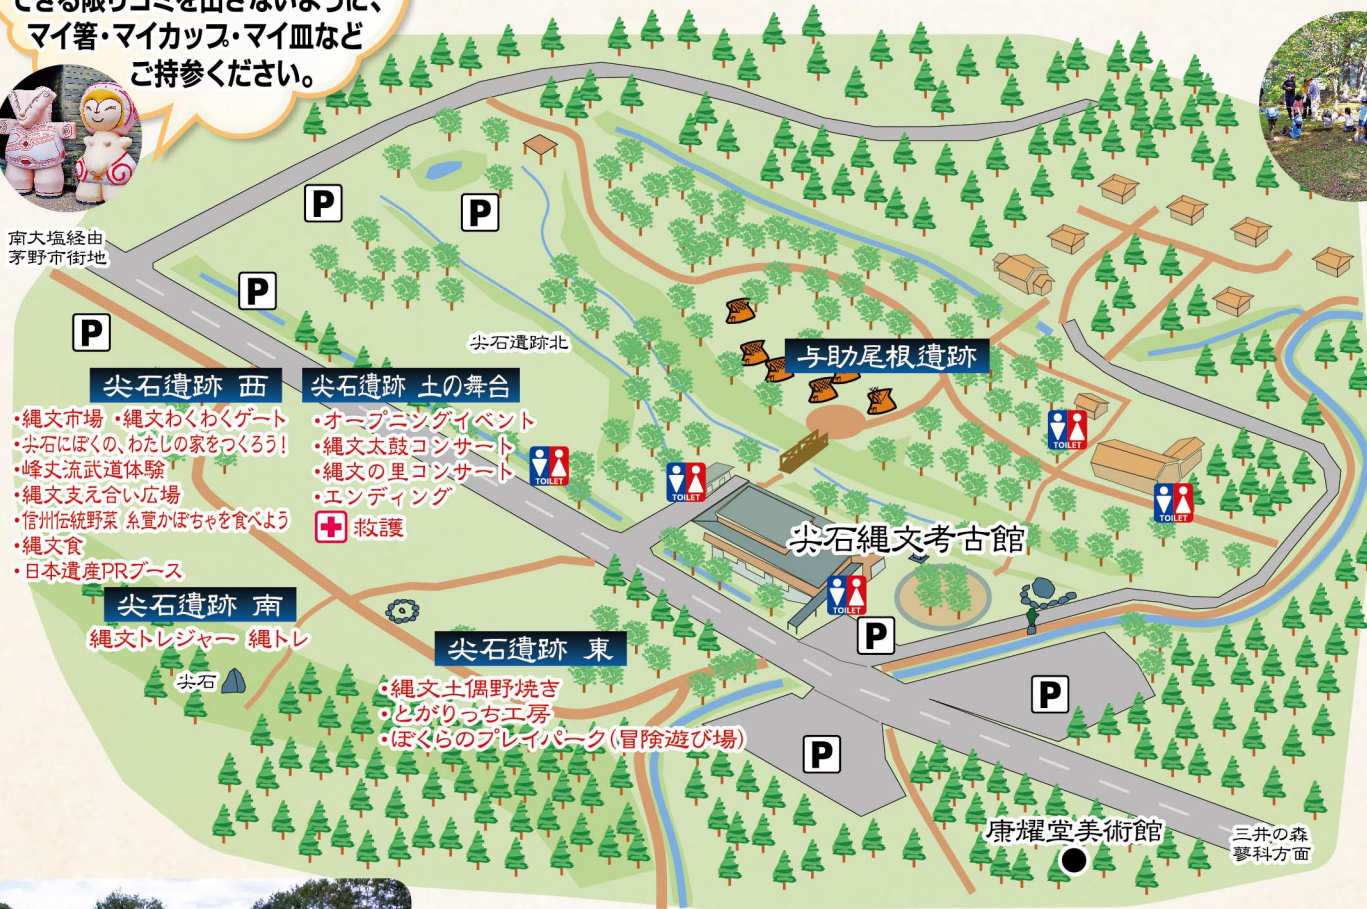 できる限りゴミを出さないように、
マイ箸・マイカップ・マイ皿など
ご持参ください。
南大塩経由
茅野市街地
P
P
P
P
尖石遺跡北
与助尾根遺跡
尖石遺跡 西
・縄文市場 ・縄文わくわくゲート
・尖石にぼくの、わたしの家をつくろう!
・峰丈流武道体験
・縄文支え合い広場
・信州伝統野菜 糸萱かぼちゃを食べよう
・縄文食
・日本遺産PRブース
尖石遺跡 土の舞台
・オープニングイベント
・縄文太鼓コンサート
・縄文の里コンサート
・エンディング
救護
TOILET
TOILET
TOILET
TOILET
TOILET
尖石縄文考古館
尖石遺跡 南
縄文トレジャー 縄トレ
尖石
尖石遺跡 東
・縄文土偶野焼き
・とがりっち工房
・ぼくらのプレイパーク(冒険遊び場)
P
P
P
康耀堂美術館
三井の森
蓼科方面